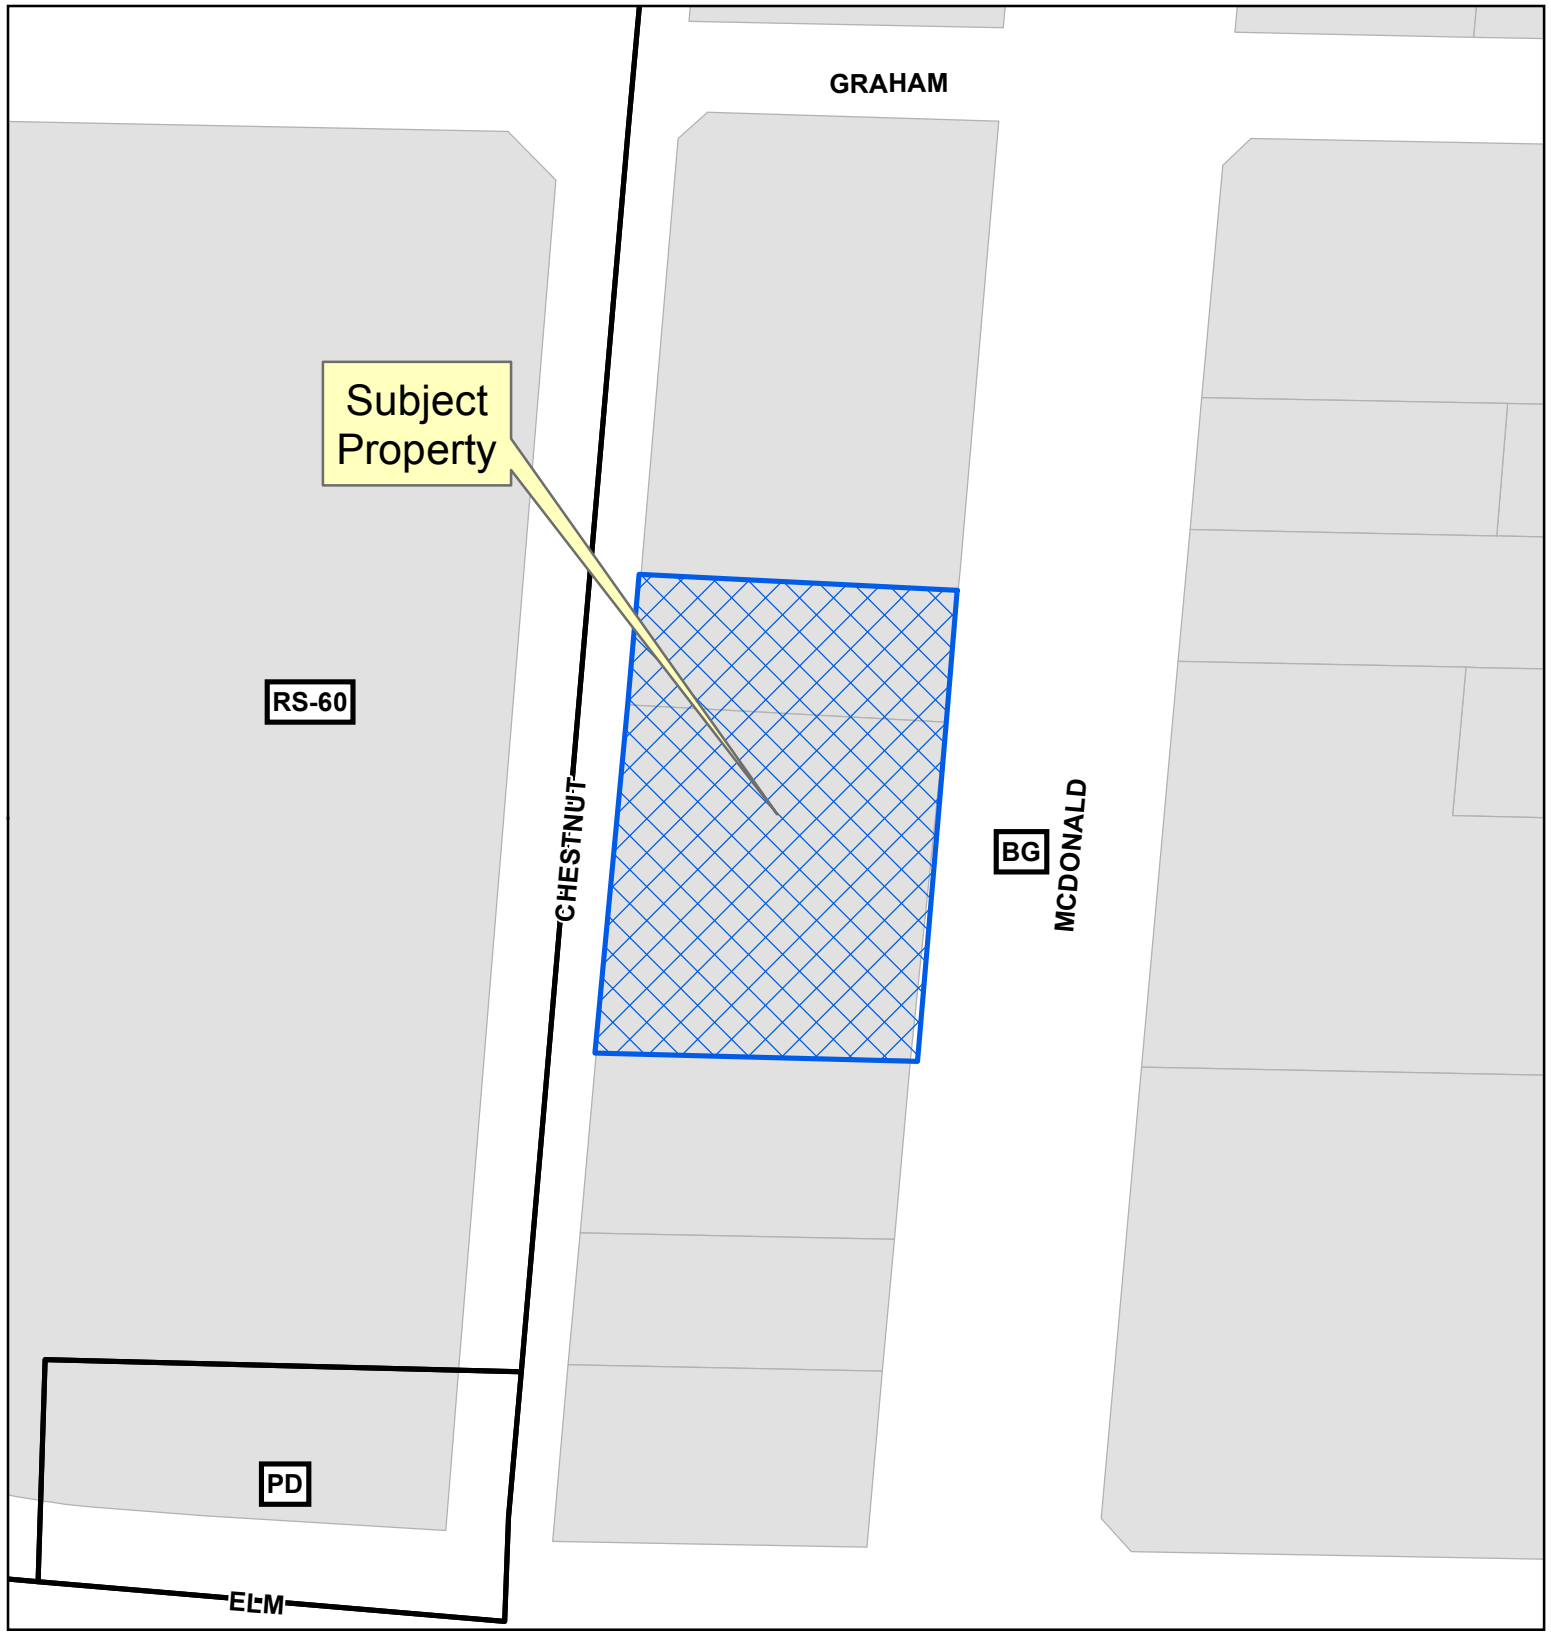 GRAHAM
Subject
Property
RS-60
CHESTNUT
BG
MCDONALD
PD
ELM